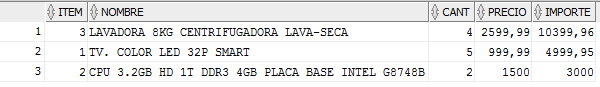 ITEM NOMBRE CANT PRECIO IMPORTE
1 3 LAVADORA 8KG CENTRIFUGADORA LAVA-SECA 4 2599,99 10399,96
2 1 TV. COLOR LED 32P SMART 5 999,99 4999,95
3 2 CPU 3.2GB HD 1T DDR3 4GB PLACA BASE INTEL G8748B 2 1500 3000